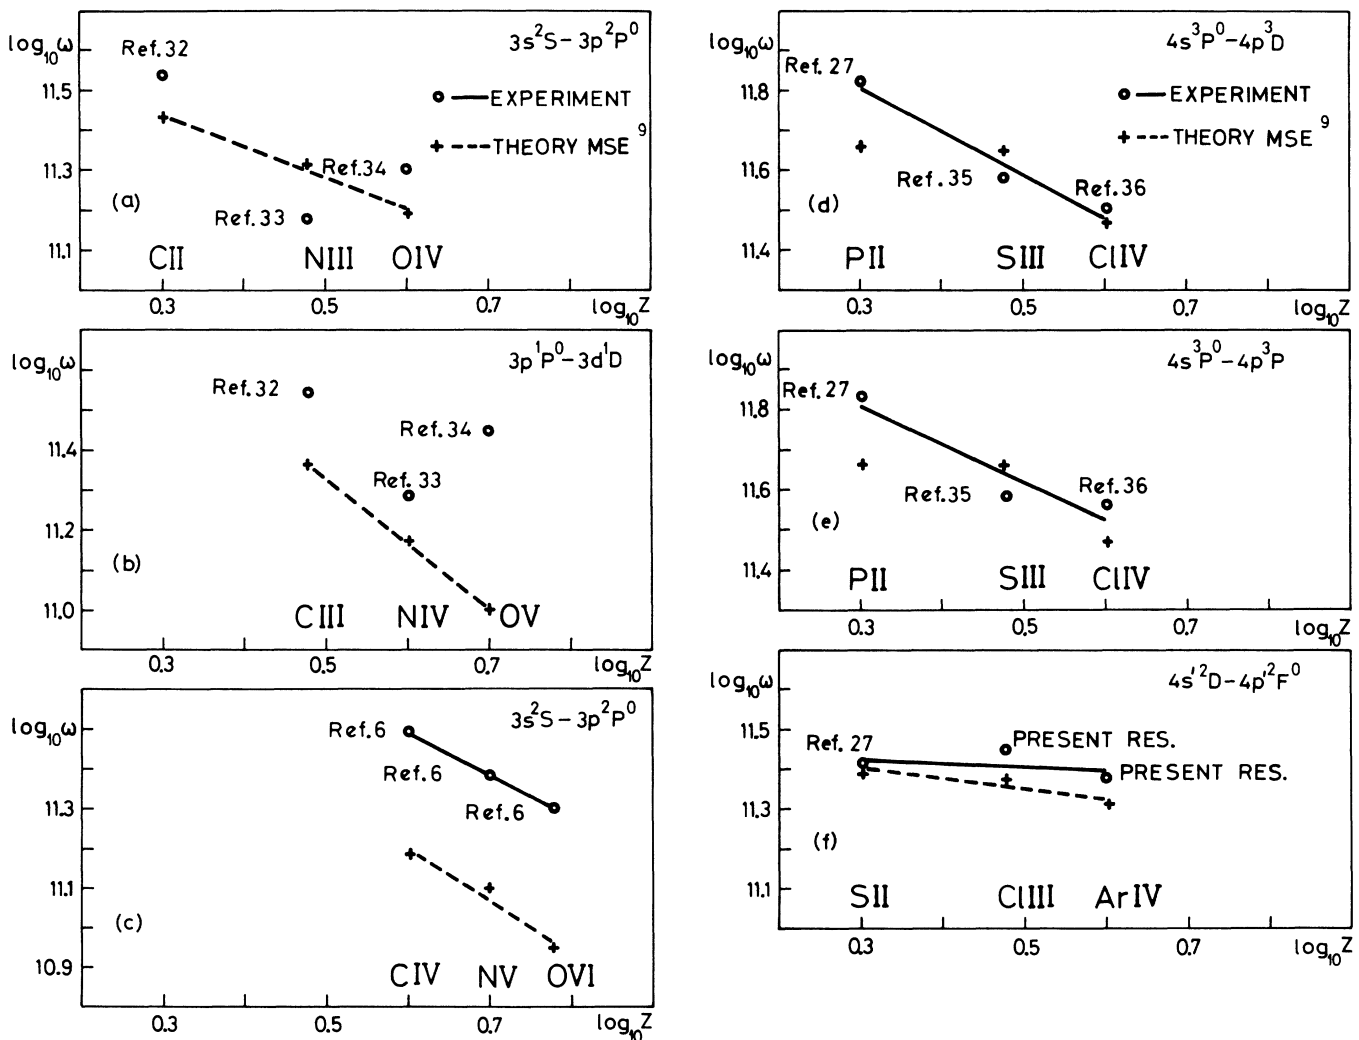 log₁₀ω
3s²S – 3p²P⁰
Ref.32
11.5
EXPERIMENT
THEORY MSE⁹
11.3
Ref.34
(a)
Ref.33
11.1
CII NIII OIV
0.3 0.5 0.7 log₁₀Z
log₁₀ω
3p¹P⁰ – 3d¹D
Ref.32
Ref.34
11.4
Ref.33
11.2
(b)
11.0
CIII NIV OV
0.3 0.5 0.7 log₁₀Z
log₁₀ω
3s²S – 3p²P⁰
Ref.6
Ref.6
Ref.6
11.3
11.1
(c)
10.9
CIV NV OVI
0.3 0.5 0.7 log₁₀Z
log₁₀ω
4s³P⁰–4p³D
Ref.27
11.8
EXPERIMENT
THEORY MSE⁹
11.6
Ref.35
Ref.36
(d)
11.4
PII SIII ClIV
0.3 0.5 0.7 log₁₀Z
log₁₀ω
4s³P⁰–4p³P
Ref.27
11.8
11.6
Ref.35
Ref.36
(e)
11.4
PII SIII ClIV
0.3 0.5 0.7 log₁₀Z
log₁₀ω
4s'²D–4p'²F⁰
11.5
Ref.27
PRESENT RES.
PRESENT RES.
11.3
(f)
11.1
SII ClIII ArIV
0.3 0.5 0.7 log₁₀Z